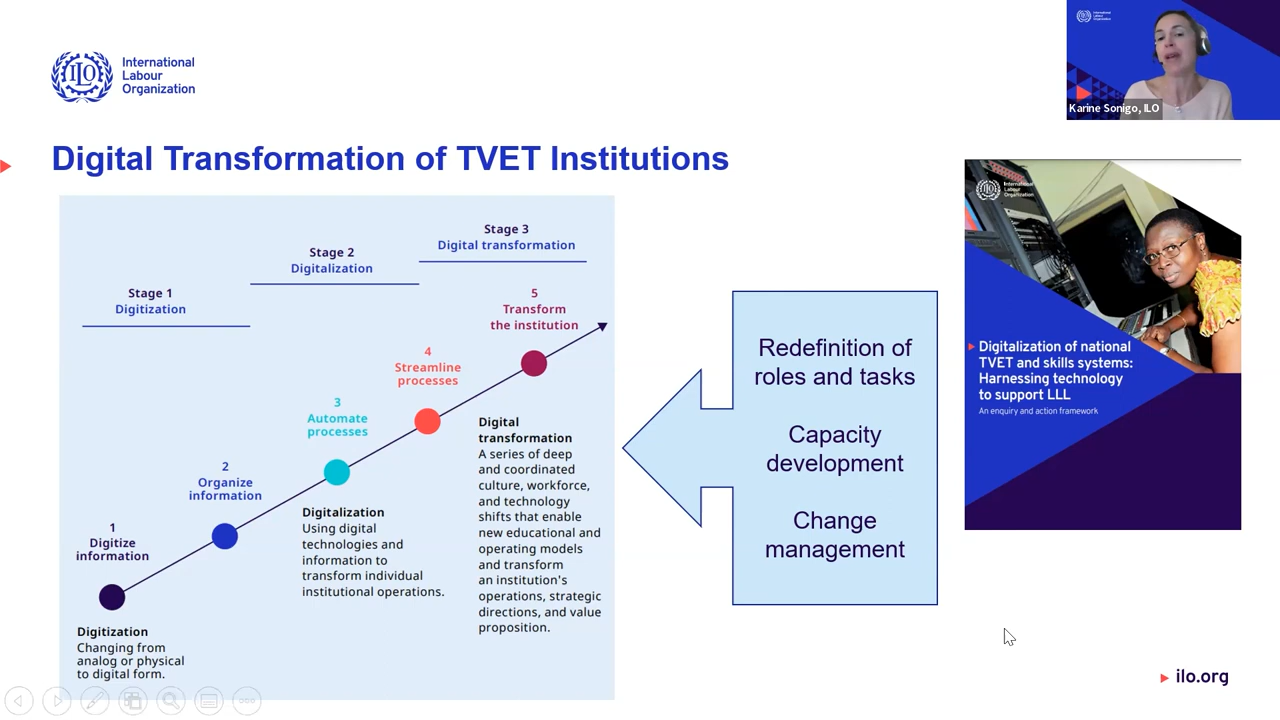 International
Labour
Organization
Karine Sonigo, ILO
Digital Transformation of TVET Institutions
Stage 1
Digitization
Stage 2
Digitalization
Stage 3
Digital transformation
1
Digitize
information
2
Organize
information
3
Automate
processes
4
Streamline
processes
5
Transform
the institution
Digitization
Changing from
analog or physical
to digital form.
Digitalization
Using digital
technologies and
information to
transform individual
institutional operations.
Digital
transformation
A series of deep
and coordinated
culture, workforce,
and technology
shifts that enable
new educational and
operating models
and transform
an institution's
operations, strategic
directions, and value
proposition.
Redefinition of
roles and tasks
Capacity
development
Change
management
International
Labour
Organization
Digitalization of national
TVET and skills systems:
Harnessing technology
to support LLL
An enquiry and action framework
ilo.org